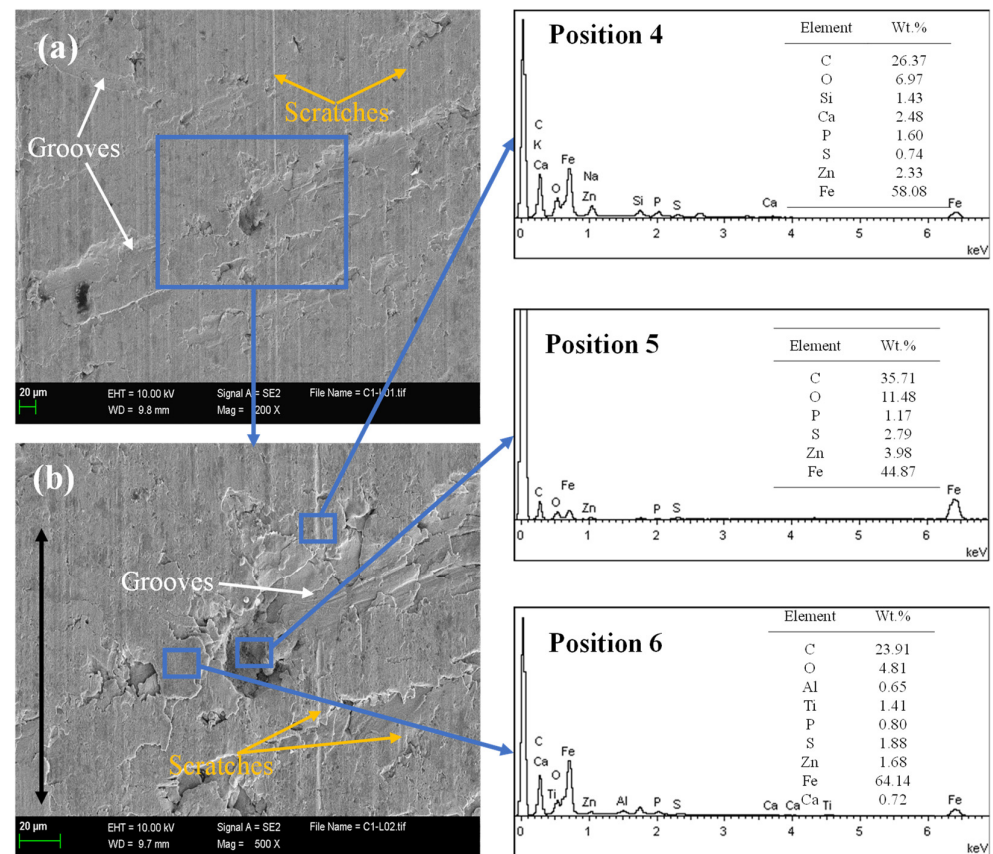 (a)
Scratches
Grooves
20 µm
EHT = 10.00 kV
Signal A = SE2
File Name = C1-L01.tif
WD = 9.8 mm
Mag = 200 X
(b)
Grooves
Scratches
20 µm
EHT = 10.00 kV
Signal A = SE2
File Name = C1-L02.tif
WD = 9.7 mm
Mag = 500 X
Position 4
Element Wt.%
C 26.37
O 6.97
Si 1.43
Ca 2.48
P 1.60
S 0.74
Zn 2.33
Fe 58.08
C
K
Ca
O
Fe
Na
Zn
Si
P
S
Ca
Fe
0 1 2 3 4 5 6
keV
Position 5
Element Wt.%
C 35.71
O 11.48
P 1.17
S 2.79
Zn 3.98
Fe 44.87
C
O
Fe
Zn
P
S
Fe
0 1 2 3 4 5 6
keV
Position 6
Element Wt.%
C 23.91
O 4.81
Al 0.65
Ti 1.41
P 0.80
S 1.88
Zn 1.68
Fe 64.14
Ca 0.72
C
Ca
O
Ti
Fe
Zn
Al
P
S
Ca
Ca
Ti
Fe
0 1 2 3 4 5 6
keV